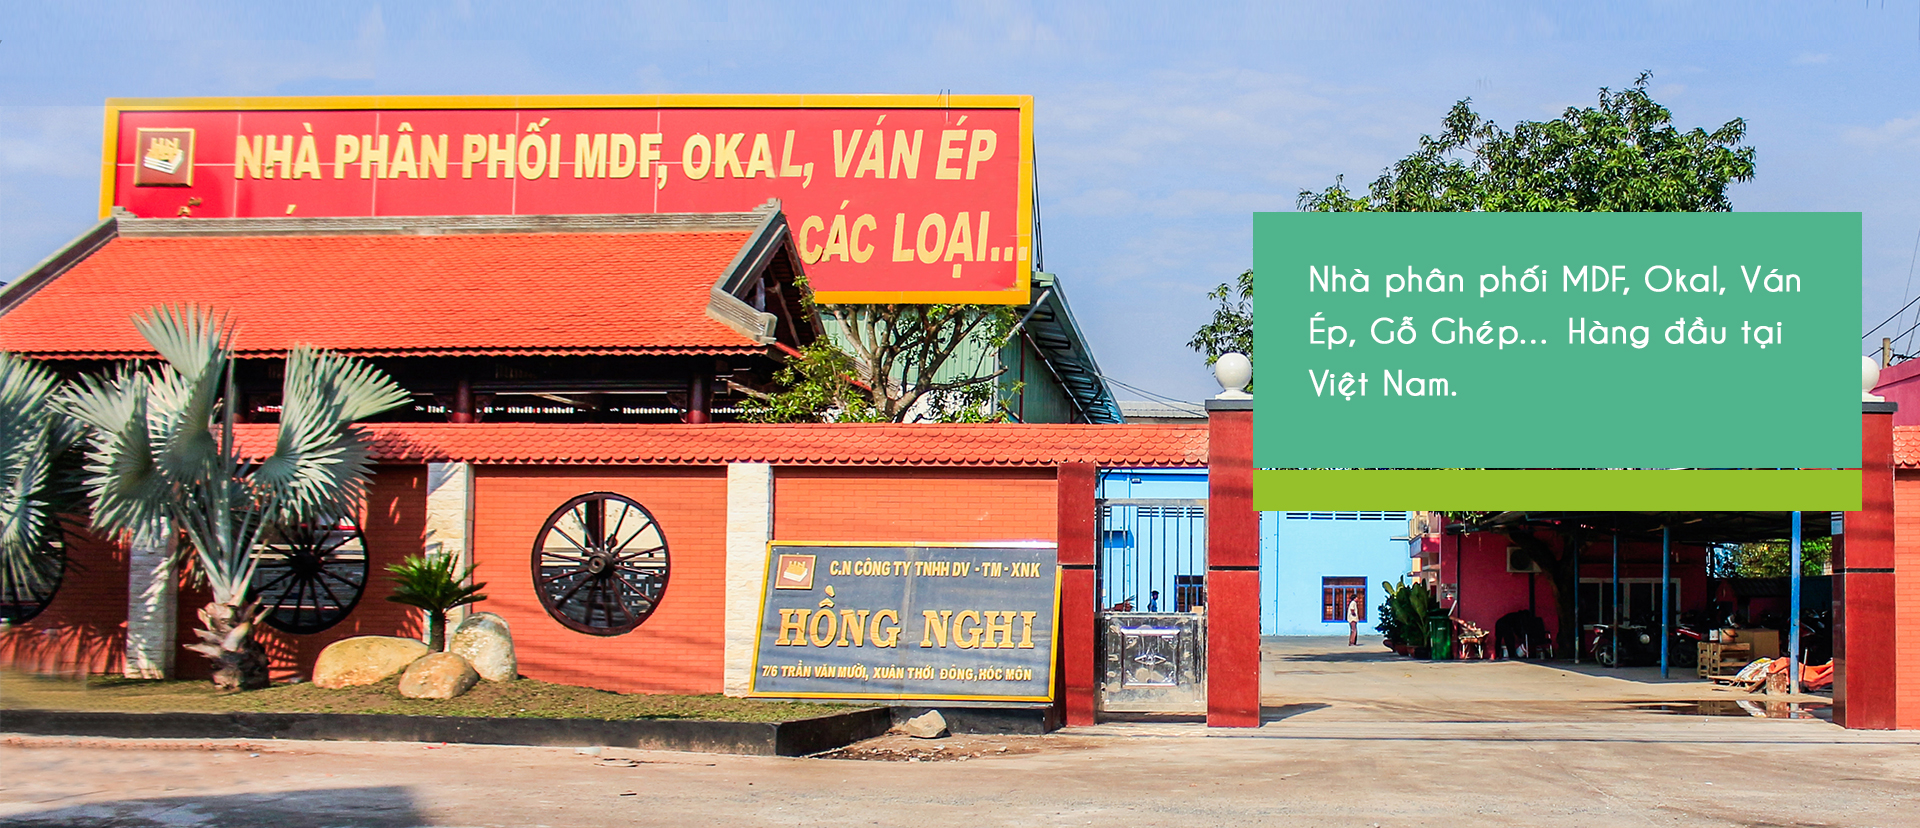 NHÀ PHÂN PHỐI MDF, OKAL, VÁN ÉP
CÁC LOẠI...
Nhà phân phối MDF, Okal, Ván
Ép, Gỗ Ghép... Hàng đầu tại
Việt Nam.
C.N CÔNG TY TNHH DV - TM - XNK
HỒNG NGHI
7/6 TRẦN VĂN MƯỜI, XUÂN THỚI ĐÔNG, HÓC MÔN